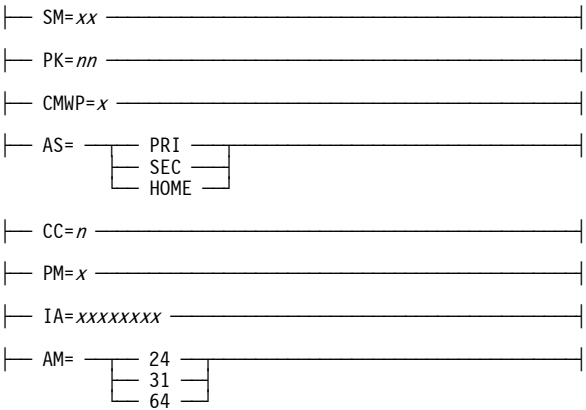 SM=xx
PK=nn
CMWP=x
AS= PRI
SEC
HOME
CC=n
PM=x
IA=xxxxxxxx
AM= 24
31
64